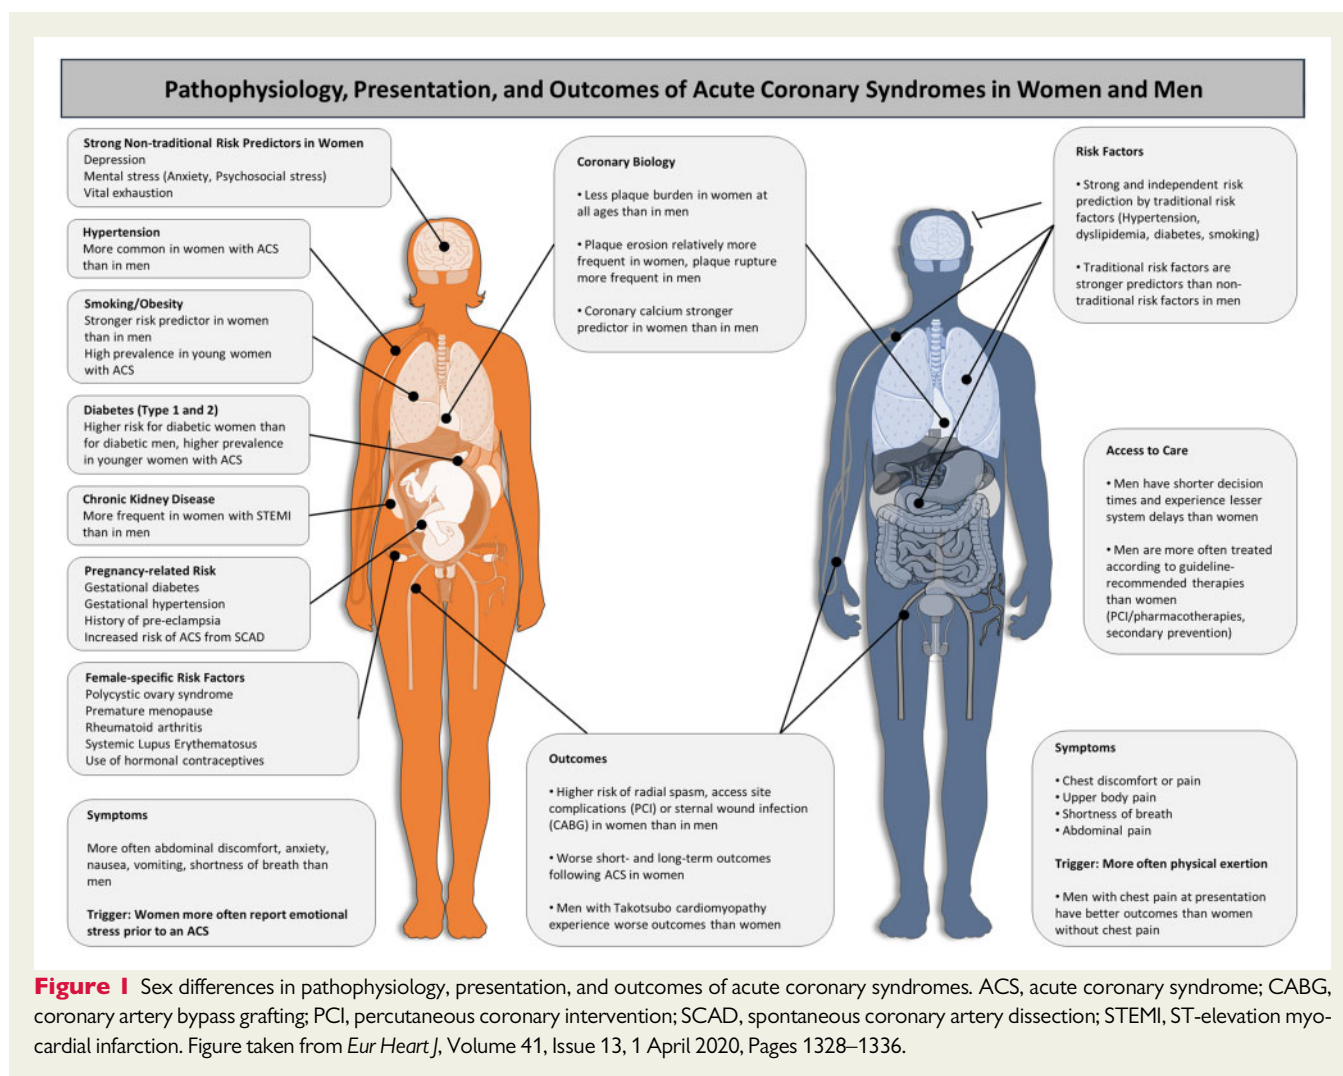 Pathophysiology, Presentation, and Outcomes of Acute Coronary Syndromes in Women and Men
Strong Non-traditional Risk Predictors in Women
Depression
Mental stress (Anxiety, Psychosocial stress)
Vital exhaustion
Hypertension
More common in women with ACS
than in men
Smoking/Obesity
Stronger risk predictor in women
than in men
High prevalence in young women
with ACS
Diabetes (Type 1 and 2)
Higher risk for diabetic women than
for diabetic men, higher prevalence
in younger women with ACS
Chronic Kidney Disease
More frequent in women with STEMI
than in men
Pregnancy-related Risk
Gestational diabetes
Gestational hypertension
History of pre-eclampsia
Increased risk of ACS from SCAD
Female-specific Risk Factors
Polycystic ovary syndrome
Premature menopause
Rheumatoid arthritis
Systemic Lupus Erythematosus
Use of hormonal contraceptives
Symptoms
More often abdominal discomfort, anxiety,
nausea, vomiting, shortness of breath than
men
Trigger: Women more often report emotional
stress prior to an ACS
Coronary Biology
• Less plaque burden in women at
all ages than in men
• Plaque erosion relatively more
frequent in women, plaque rupture
more frequent in men
• Coronary calcium stronger
predictor in women than in men
Outcomes
• Higher risk of radial spasm, access site
complications (PCI) or sternal wound infection
(CABG) in women than in men
• Worse short- and long-term outcomes
following ACS in women
• Men with Takotsubo cardiomyopathy
experience worse outcomes than women
Risk Factors
• Strong and independent risk
prediction by traditional risk
factors (Hypertension,
dyslipidemia, diabetes, smoking)
• Traditional risk factors are
stronger predictors than non-
traditional risk factors in men
Access to Care
• Men have shorter decision
times and experience lesser
system delays than women
• Men are more often treated
according to guideline-
recommended therapies
than women
(PCI/pharmacotherapies,
secondary prevention)
Symptoms
• Chest discomfort or pain
• Upper body pain
• Shortness of breath
• Abdominal pain
Trigger: More often physical exertion
• Men with chest pain at presentation
have better outcomes than women
without chest pain
Figure 1 Sex differences in pathophysiology, presentation, and outcomes of acute coronary syndromes. ACS, acute coronary syndrome; CABG,
coronary artery bypass grafting; PCI, percutaneous coronary intervention; SCAD, spontaneous coronary artery dissection; STEMI, ST-elevation myo-
cardial infarction. Figure taken from Eur Heart J, Volume 41, Issue 13, 1 April 2020, Pages 1328–1336.